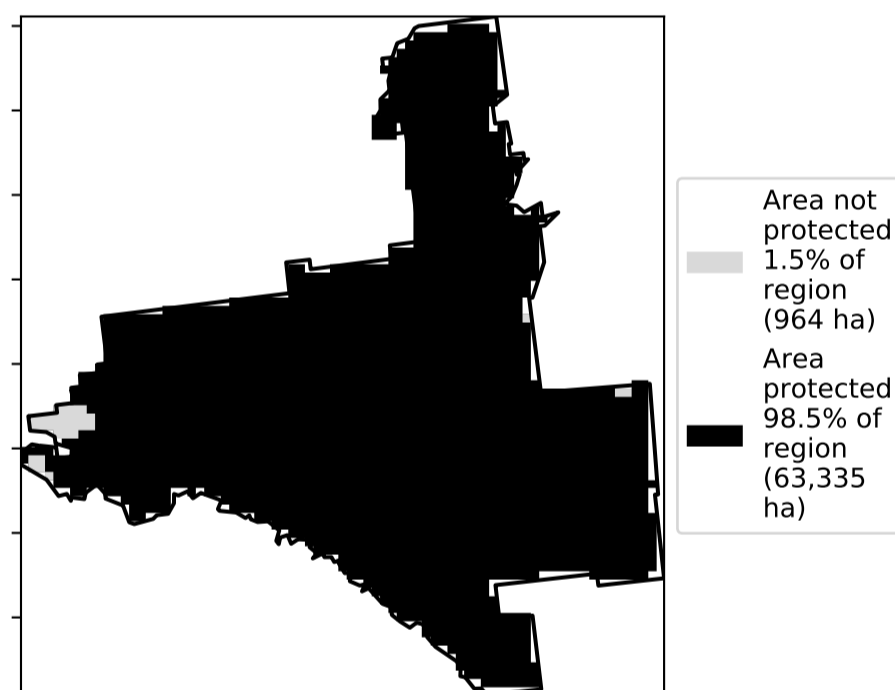 Area not
protected
1.5% of
region
(964 ha)
Area
protected
98.5% of
region
(63,335
ha)